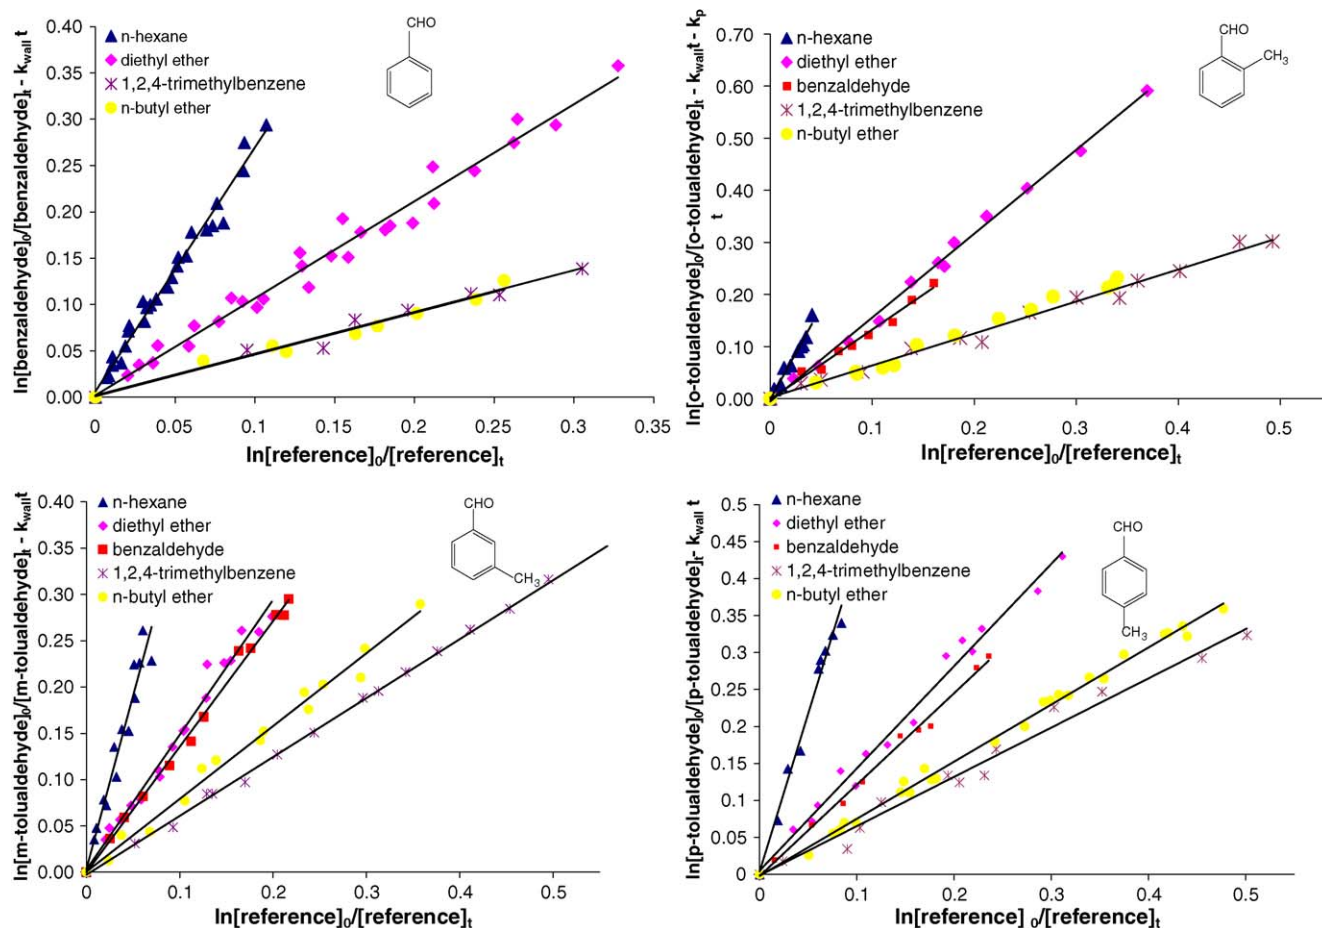 ln[benzaldehyde]₀/[benzaldehyde]ₜ - k_wall t
0.40
0.35
0.30
0.25
0.20
0.15
0.10
0.05
0.00
n-hexane
diethyl ether
1,2,4-trimethylbenzene
n-butyl ether
CHO
0 0.05 0.1 0.15 0.2 0.25 0.3 0.35
ln[reference]₀/[reference]ₜ
ln[o-tolualdehyde]₀/[o-tolualdehyde]ₜ - k_wall t - k_p
t
0.70
0.60
0.50
0.40
0.30
0.20
0.10
0.00
n-hexane
diethyl ether
benzaldehyde
1,2,4-trimethylbenzene
n-butyl ether
CHO
CH₃
0 0.1 0.2 0.3 0.4 0.5
ln[reference]₀/[reference]ₜ
ln[m-tolualdehyde]₀/[m-tolualdehyde]ₜ - k_wall t
0.40
0.35
0.30
0.25
0.20
0.15
0.10
0.05
0.00
n-hexane
diethyl ether
benzaldehyde
1,2,4-trimethylbenzene
n-butyl ether
CHO
CH₃
0 0.1 0.2 0.3 0.4 0.5
ln[reference]₀/[reference]ₜ
ln[p-tolualdehyde]₀/[p-tolualdehyde]ₜ- k_wall t
0.5
0.45
0.4
0.35
0.3
0.25
0.2
0.15
0.1
0.05
0
n-hexane
diethyl ether
benzaldehyde
1,2,4-trimethylbenzene
n-butyl ether
CHO
CH₃
0 0.1 0.2 0.3 0.4 0.5
ln[reference] ₀/[reference]ₜ